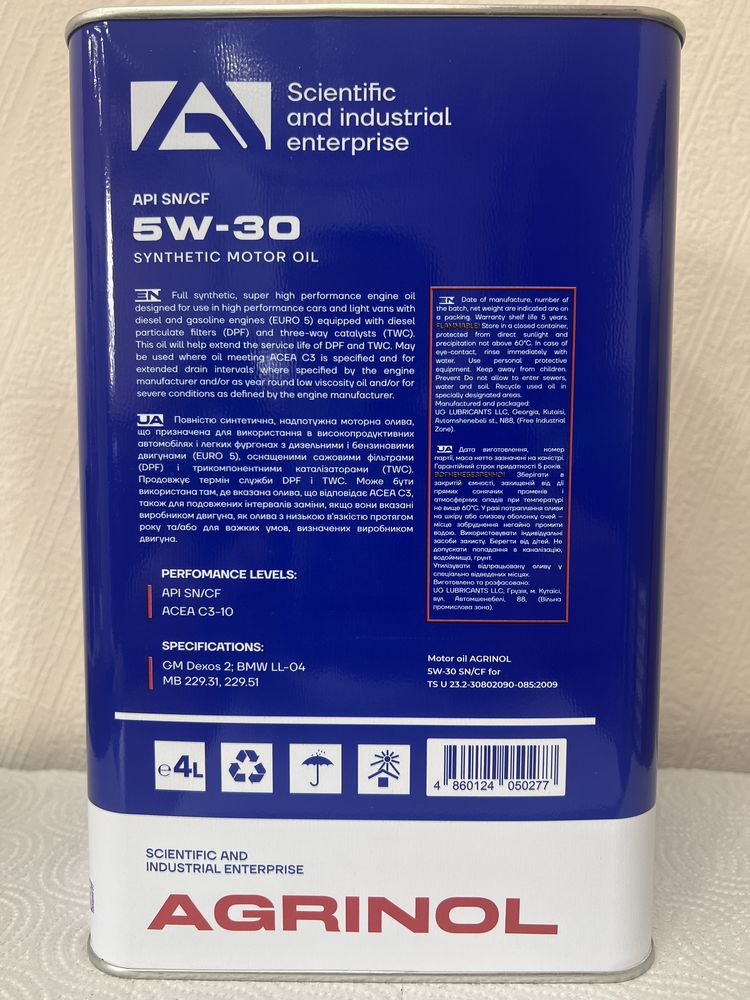 Scientific
and industrial
enterprise
API SN/CF
5W-30
SYNTHETIC MOTOR OIL
EN Full synthetic, super high performance engine oil
designed for use in high performance cars and light vans with
diesel and gasoline engines (EURO 5) equipped with diesel
particulate filters (DPF) and three-way catalysts (TWC).
This oil will help extend the service life of DPF and TWC. May
be used where oil meeting ACEA C3 is specified and for
extended drain intervals where specified by the engine
manufacturer and/or as year round low viscosity oil and/or for
severe conditions as defined by the engine manufacturer.
UA Повністю синтетична, надпотужна моторна олива,
що призначена для використання в високопродуктивних
автомобілях і легких фургонах з дизельними і бензиновими
двигунами (EURO 5), оснащеними сажовими фільтрами
(DPF) і трикомпонентними каталізаторами (TWC).
Продовжує термін служби DPF і TWC. Може бути
використана там, де вказана олива, що відповідає ACEA C3,
також для подовжених інтервалів заміни, якщо вони вказані
виробником двигуна, як олива з низькою в'язкістю протягом
року та/або для важких умов, визначених виробником
двигуна.
PERFOMANCE LEVELS:
API SN/CF
ACEA C3-10
SPECIFICATIONS:
GM Dexos 2; BMW LL-04
MB 229.31, 229.51
EN Date of manufacture, number of
the batch, net weight are indicated are on
a packing. Warranty shelf life 5 years.
FLAMMABLE! Store in a closed container,
protected from direct sunlight and
precipitation not above 60°C. In case of
eye-contact, rinse immediately with
water. Use personal protective
equipment. Keep away from children.
Prevent Do not allow to enter sewers,
water and soil. Recycle used oil in
specially designated areas.
Manufactured and packaged:
UG LUBRICANTS LLC, Georgia, Kutaisi,
Avtomshenebeli st., N88, (Free Industrial
Zone).
UA Дата виготовлення, номер
партії, маса нетто зазначені на каністрі.
Гарантійний строк придатності 5 років.
ВОГНЕНЕБЕЗПЕЧНО! Зберігати в
закритій ємності, захищеній від дії
прямих сонячних променів і
атмосферних опадів при температурі
не вище 60°C. У разі потрапляння оливи
на шкіру або слизову оболонку очей –
місце забруднення негайно промити
водою. Використовувати індивідуальні
засоби захисту. Берегти від дітей. Не
допускати попадання в каналізацію,
водоймища, грунт.
Утилізувати відпрацьовану оливу у
спеціально відведених місцях.
Виготовлено та розфасовано:
UG LUBRICANTS LLC, Грузія, м. Кутаїсі,
вул. Автомшенебелі, 88, (Вільна
промислова зона).
Motor oil AGRINOL
5W-30 SN/CF for
TS U 23.2-30802090-085:2009
e4L
4 860124 050277
SCIENTIFIC AND
INDUSTRIAL ENTERPRISE
AGRINOL